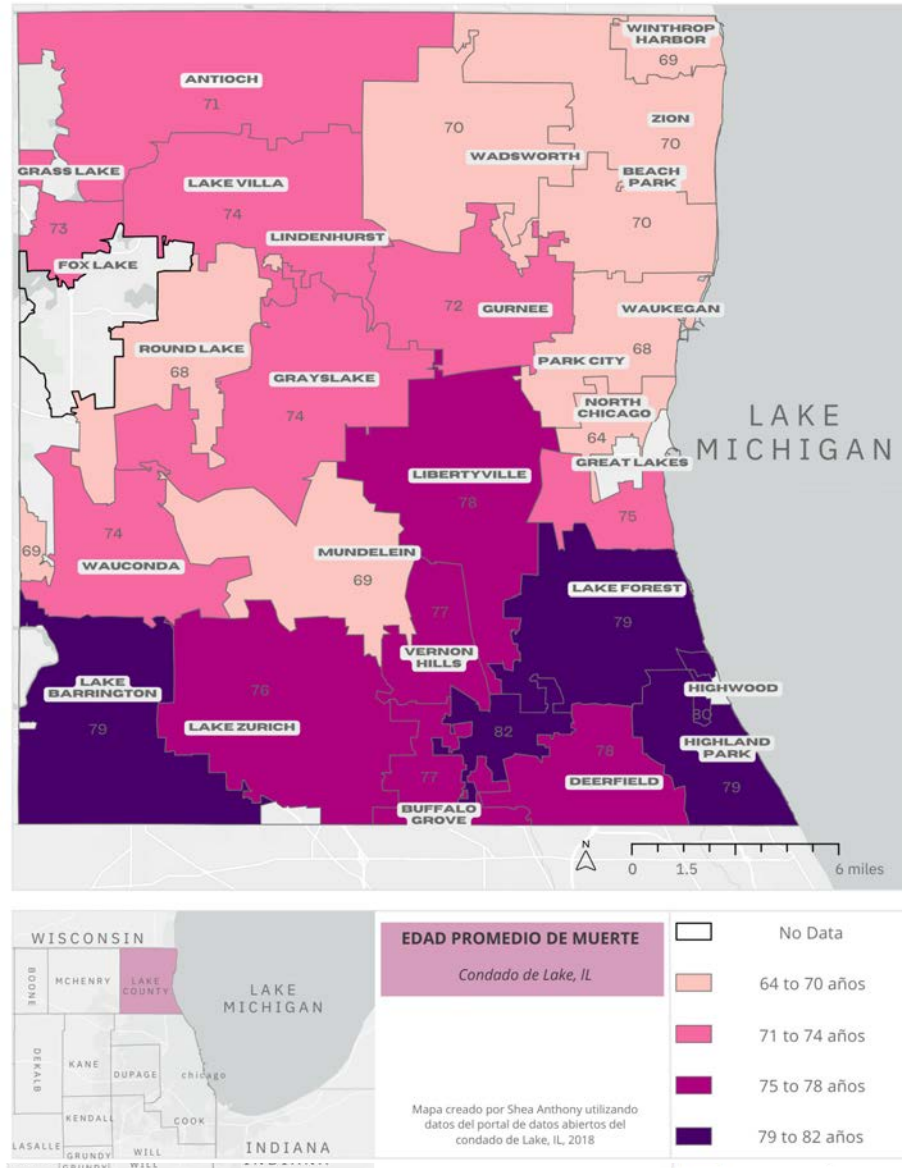 WINTHROP
HARBOR
69
ANTIOCH
71
ZION
70
70
WADSWORTH
BEACH
PARK
70
GRASS LAKE
LAKE VILLA
74
73
LINDENHURST
FOX LAKE
72
GURNEE
WAUKEGAN
68
ROUND LAKE
68
PARK CITY
GRAYSLAKE
74
NORTH
CHICAGO
64
LAKE
MICHIGAN
GREAT LAKES
LIBERTYVILLE
78
75
74
WAUCONDA
69
MUNDELEIN
69
LAKE FOREST
79
77
VERNON
HILLS
LAKE
BARRINGTON
79
76
LAKE ZURICH
HIGHWOOD
80
82
HIGHLAND
PARK
79
78
DEERFIELD
77
BUFFALO
GROVE
N
0 1.5 6 miles
WISCONSIN
BOONE
MCHENRY
LAKE
COUNTY
LAKE
MICHIGAN
DEKALB
KANE
DUPAGE
chicago
KENDALL
COOK
LASALLE
GRUNDY
WILL
WILL
INDIANA
EDAD PROMEDIO DE MUERTE
Condado de Lake, IL
Mapa creado por Shea Anthony utilizando
datos del portal de datos abiertos del
condado de Lake, IL, 2018
No Data
64 to 70 años
71 to 74 años
75 to 78 años
79 to 82 años